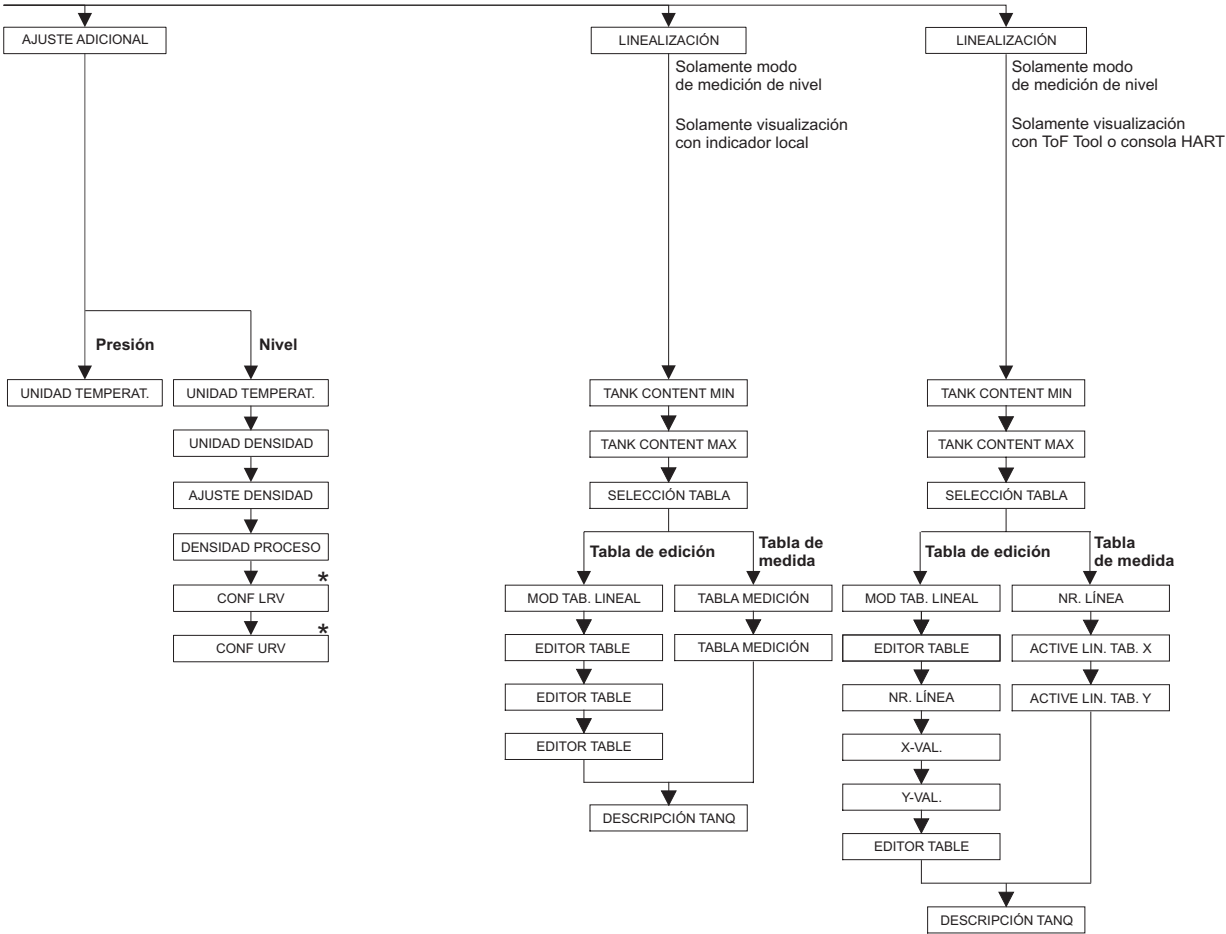 AJUSTE ADICIONAL
LINEALIZACIÓN
LINEALIZACIÓN
Solamente modo
de medición de nivel
Solamente visualización
con indicador local
Solamente modo
de medición de nivel
Solamente visualización
con ToF Tool o consola HART
Presión
Nivel
UNIDAD TEMPERAT.
UNIDAD TEMPERAT.
UNIDAD DENSIDAD
AJUSTE DENSIDAD
DENSIDAD PROCESO
*
CONF LRV
*
CONF URV
TANK CONTENT MIN
TANK CONTENT MAX
SELECCIÓN TABLA
Tabla de edición
Tabla de
medida
MOD TAB. LINEAL
EDITOR TABLE
EDITOR TABLE
EDITOR TABLE
TABLA MEDICIÓN
TABLA MEDICIÓN
DESCRIPCIÓN TANQ
TANK CONTENT MIN
TANK CONTENT MAX
SELECCIÓN TABLA
Tabla de edición
Tabla
de medida
MOD TAB. LINEAL
EDITOR TABLE
NR. LÍNEA
X-VAL.
Y-VAL.
EDITOR TABLE
NR. LÍNEA
ACTIVE LIN. TAB. X
ACTIVE LIN. TAB. Y
DESCRIPCIÓN TANQ